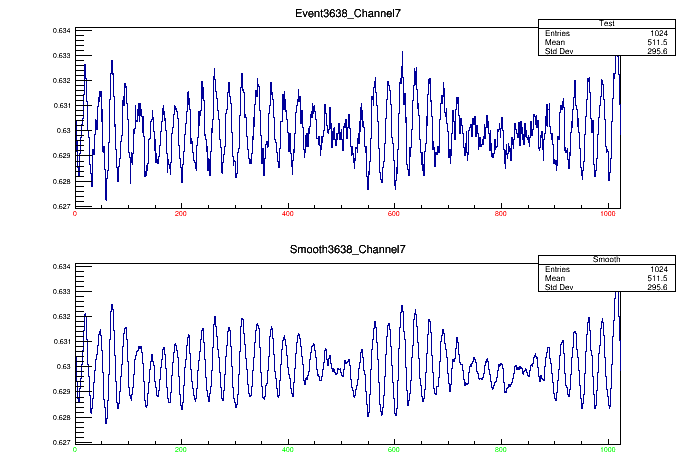 Event3638_Channel7
Test
Entries 1024
Mean 511.5
Std Dev 295.6
0.634
0.633
0.632
0.631
0.63
0.629
0.628
0.627
0 200 400 600 800 1000
Smooth3638_Channel7
Smooth
Entries 1024
Mean 511.5
Std Dev 295.6
0.634
0.633
0.632
0.631
0.63
0.629
0.628
0.627
0 200 400 600 800 1000